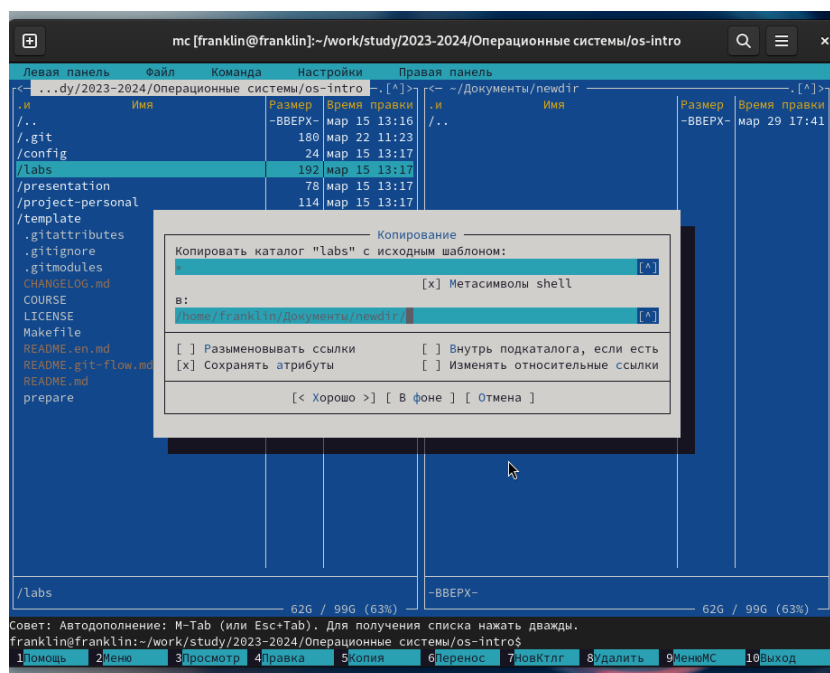 mc [franklin@franklin]:~/work/study/2023-2024/Операционные системы/os-intro
Левая панель Файл Команда Настройки Правая панель
<— ...dy/2023-2024/Операционные системы/os-intro —.[^]> <— ~/Документы/newdir —.[^]>
.и Имя Размер Время правки .и Имя Размер Время правки
/.. -ВВЕРХ- мар 15 13:16 /.. -ВВЕРХ- мар 29 17:41
/.git 180 мар 22 11:23
/config 24 мар 15 13:17
/labs 192 мар 15 13:17
/presentation 78 мар 15 13:17
/project-personal 114 мар 15 13:17
/template
.gitattributes
.gitignore
.gitmodules
CHANGELOG.md
COURSE
LICENSE
Makefile
README.en.md
README.git-flow.md
README.md
prepare
Копирование
Копировать каталог "labs" с исходным шаблоном:
* [^]
[x] Метасимволы shell
в:
/home/franklin/Документы/newdir/ [^]
[ ] Разыменовывать ссылки [ ] Внутрь подкаталога, если есть
[x] Сохранять атрибуты [ ] Изменять относительные ссылки
[< Хорошо >] [ В фоне ] [ Отмена ]
/labs -ВВЕРХ-
62G / 99G (63%) 62G / 99G (63%)
Совет: Автодополнение: M-Tab (или Esc+Tab). Для получения списка нажать дважды.
franklin@franklin:~/work/study/2023-2024/Операционные системы/os-intro$
1Помощь 2Меню 3Просмотр 4Правка 5Копия 6Перенос 7НовКтлг 8Удалить 9МенюMC 10Выход